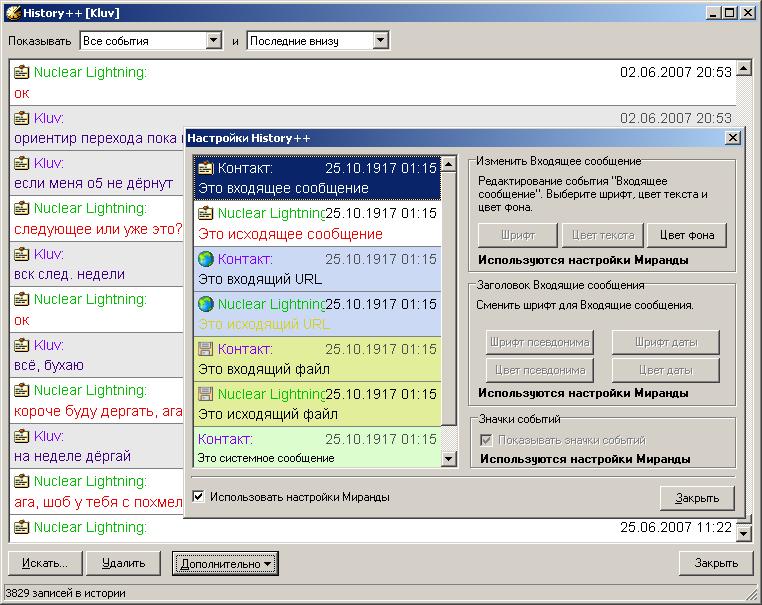 History++ [Kluv]
Показывать Все события и Последние внизу
Nuclear Lightning: 02.06.2007 20:53
ок
Kluv: 02.06.2007 20:53
ориентир перехода пока
Kluv:
если меня об не дёрнут
Nuclear Lightning:
следующее или уже это?
Kluv:
вск след. недели
Nuclear Lightning:
ок
Kluv:
всё, бухаю
Nuclear Lightning:
короче буду дергать, ага
Kluv:
на неделе дёргай
Nuclear Lightning:
ага, шоб у тебя с похмел
Nuclear Lightning: 25.06.2007 11:22
Настройки History++
Контакт: 25.10.1917 01:15
Это входящее сообщение
Nuclear Lightning 25.10.1917 01:15
Это исходящее сообщение
Контакт: 25.10.1917 01:15
Это входящий URL
Nuclear Lightning 25.10.1917 01:15
Это исходящий URL
Контакт: 25.10.1917 01:15
Это входящий файл
Nuclear Lightning 25.10.1917 01:15
Это исходящий файл
Контакт: 25.10.1917 01:15
Это системное сообщение
Изменить Входящее сообщение
Редактирование события "Входящее
сообщение". Выберите шрифт, цвет текста и
цвет фона.
Шрифт Цвет текста Цвет фона
Используются настройки Миранды
Заголовок Входящие сообщения
Сменить шрифт для Входящие сообщения.
Шрифт псевдонима Шрифт даты
Цвет псевдонима Цвет даты
Используются настройки Миранды
Значки событий
Показывать значки событий
Используются настройки Миранды
Использовать настройки Миранды
Закрыть
Искать... Удалить Дополнительно Закрыть
3829 записей в истории